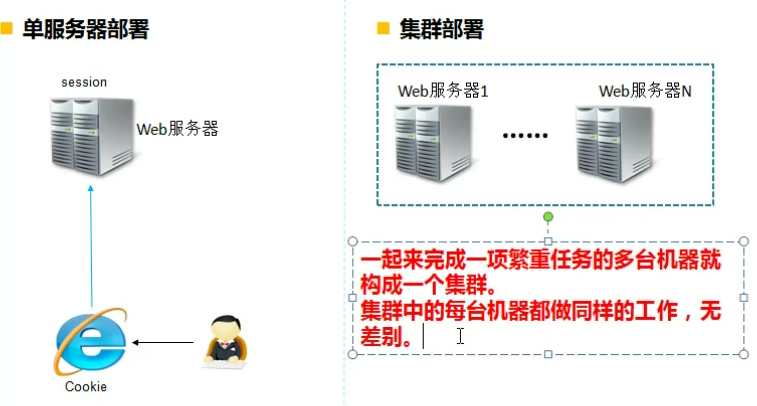 单服务器部署
session
Web服务器
Cookie
集群部署
Web服务器1
Web服务器N
......
一起来完成一项繁重任务的多台机器就
构成一个集群。
集群中的每台机器都做同样的工作，无
差别。